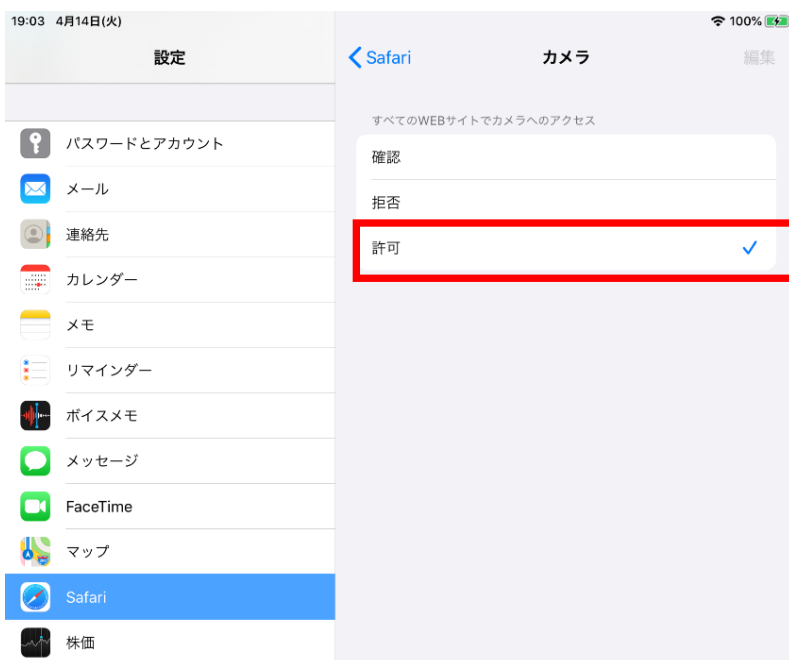 19:03 4月14日(火)
100%
設定
Safari
カメラ
編集
すべてのWEBサイトでカメラへのアクセス
確認
拒否
許可
パスワードとアカウント
メール
連絡先
カレンダー
メモ
リマインダー
ボイスメモ
メッセージ
FaceTime
マップ
Safari
株価